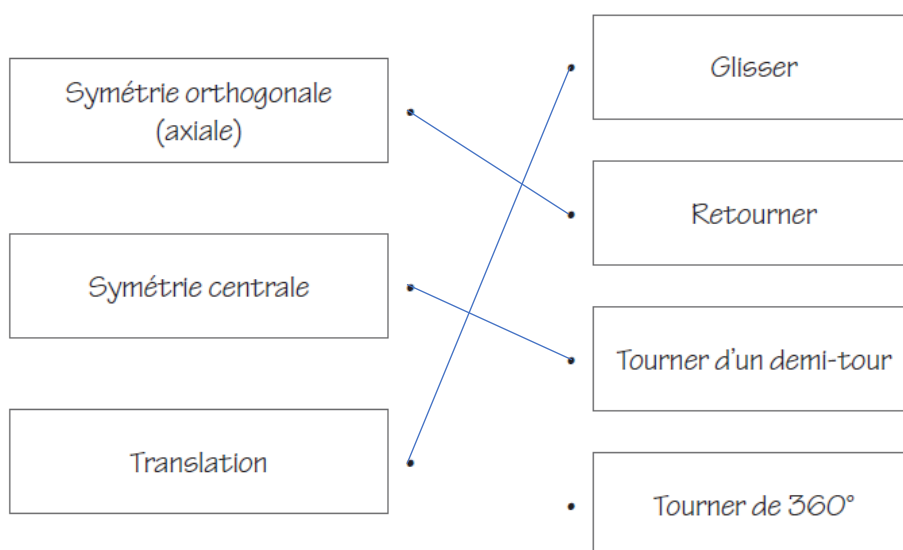 Symétrie orthogonale
(axiale)
Symétrie centrale
Translation
Glisser
Retourner
Tourner d'un demi-tour
Tourner de 360°